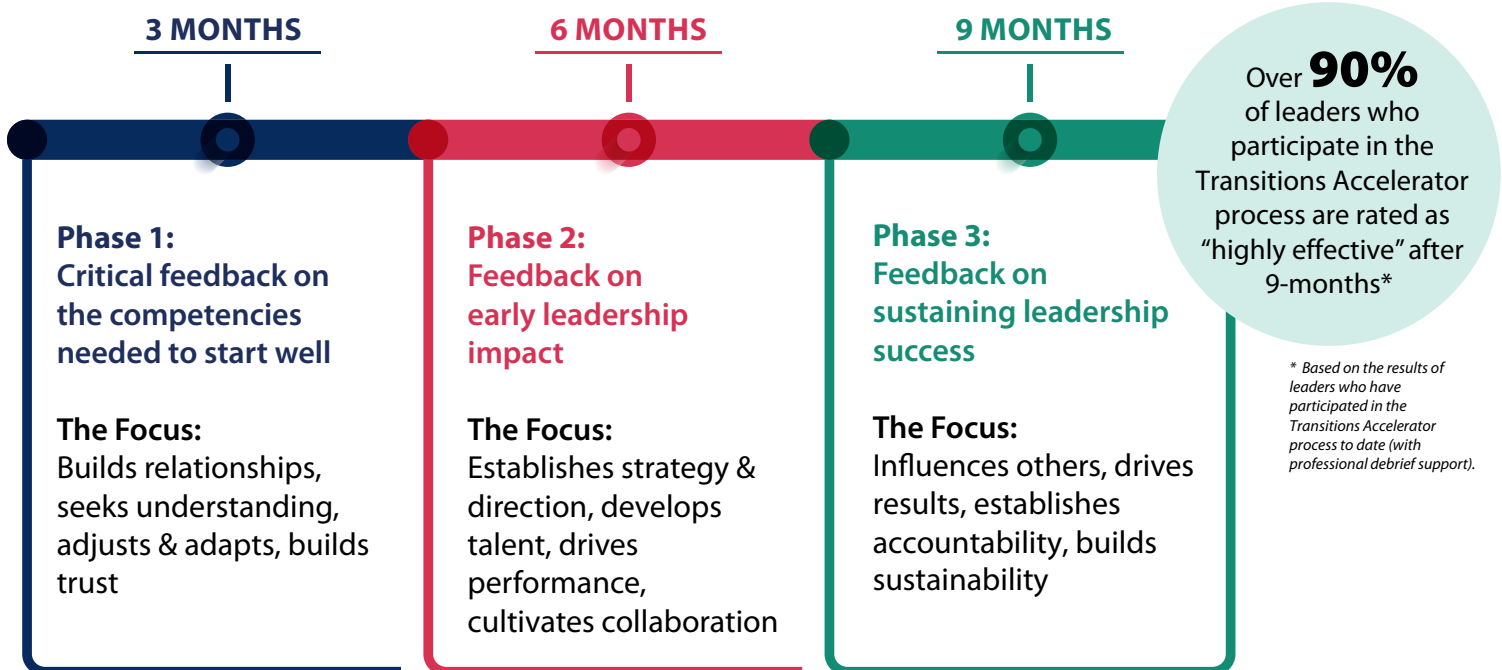 3 MONTHS
6 MONTHS
9 MONTHS
Over 90%
of leaders who
participate in the
Transitions Accelerator
process are rated as
“highly effective” after
9-months*
Phase 1:
Critical feedback on
the competencies
needed to start well
The Focus:
Builds relationships,
seeks understanding,
adjusts & adapts, builds
trust
Phase 2:
Feedback on
early leadership
impact
The Focus:
Establishes strategy &
direction, develops
talent, drives
performance,
cultivates collaboration
Phase 3:
Feedback on
sustaining leadership
success
The Focus:
Influences others, drives
results, establishes
accountability, builds
sustainability
* Based on the results of
leaders who have
participated in the
Transitions Accelerator
process to date (with
professional debrief support).